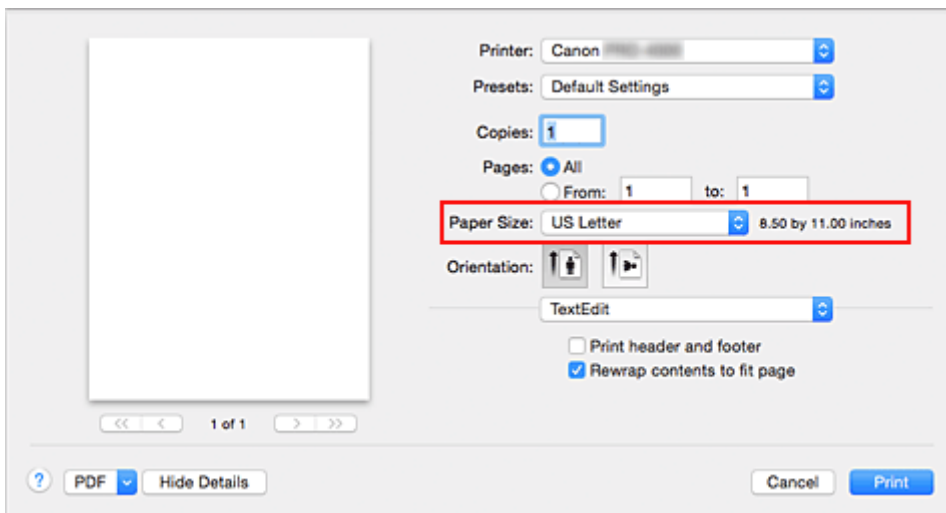 Printer: Canon
Presets: Default Settings
Copies: 1
Pages: All
From: 1 to: 1
Paper Size: US Letter 8.50 by 11.00 inches
Orientation:
TextEdit
Print header and footer
Rewrap contents to fit page
<< < 1 of 1 > >>
? PDF Hide Details Cancel Print